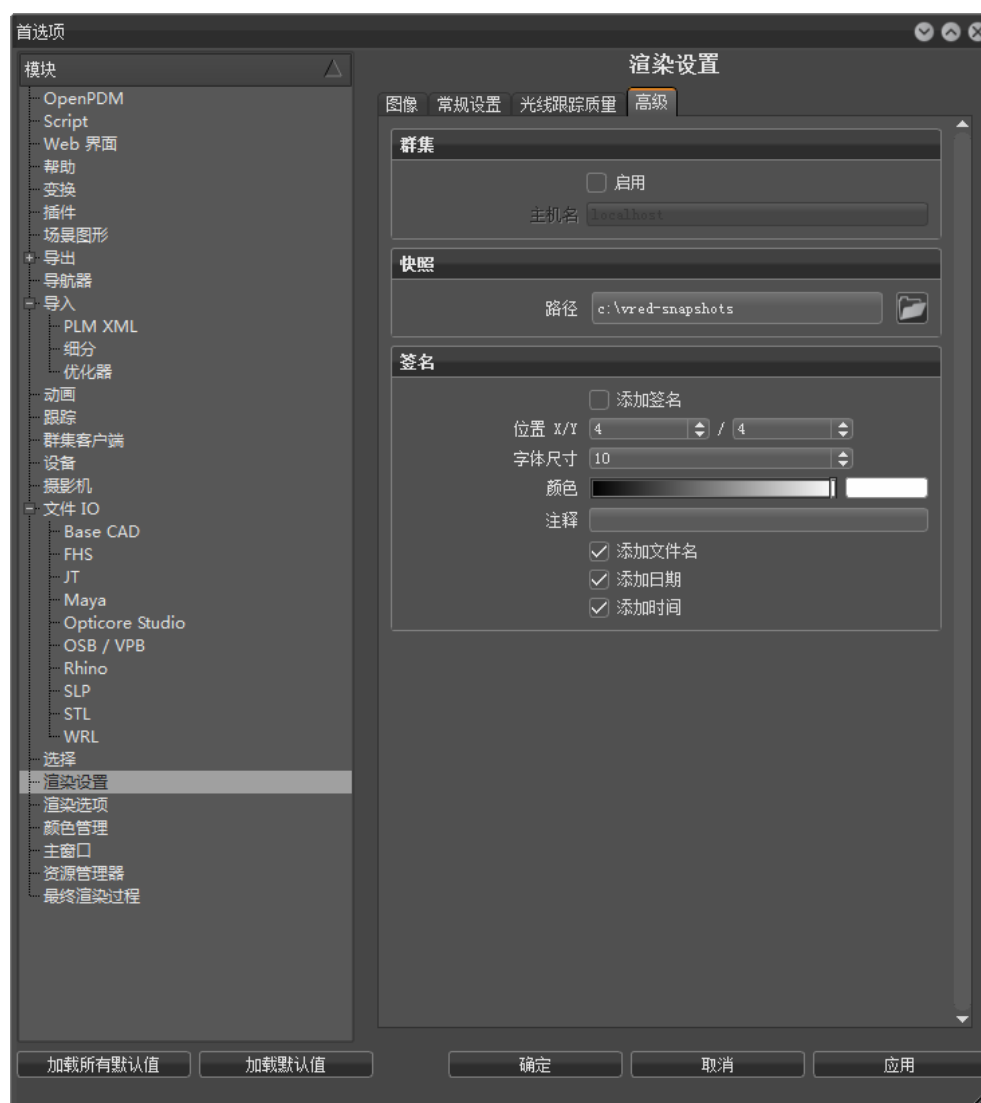 首选项
模块
OpenPDM
Script
Web 界面
帮助
变换
插件
场景图形
导出
导航器
导入
PLM XML
细分
优化器
动画
跟踪
群集客户端
设备
摄影机
文件 IO
Base CAD
FHS
JT
Maya
Opticore Studio
OSB / VPB
Rhino
SLP
STL
WRL
选择
渲染设置
渲染选项
颜色管理
主窗口
资源管理器
最终渲染过程
渲染设置
图像 常规设置 光线跟踪质量 高级
群集
启用
主机名 localhost
快照
路径 c:\vred-snapshots
签名
添加签名
位置 X/Y 4 / 4
字体尺寸 10
颜色
注释
添加文件名
添加日期
添加时间
加载所有默认值 加载默认值 确定 取消 应用